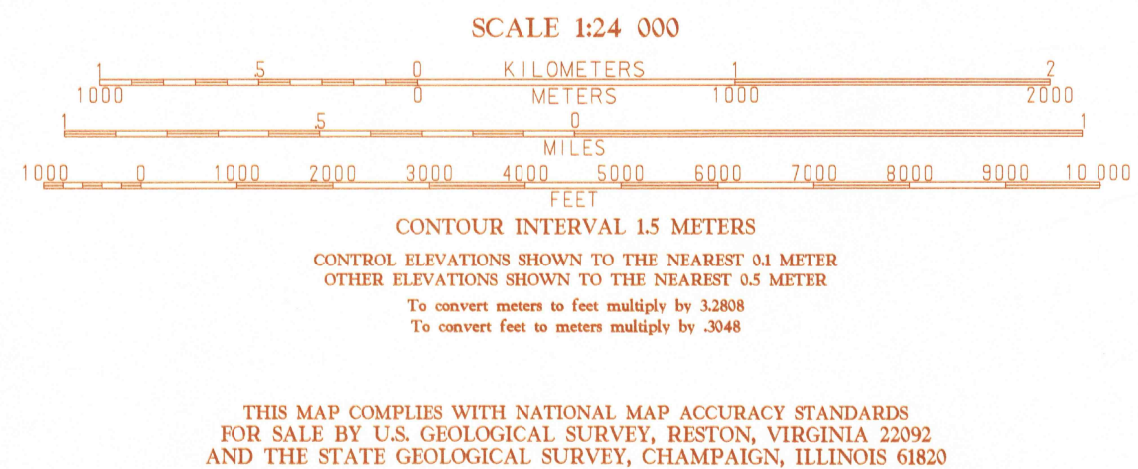 SCALE 1:24 000
1 .5 0 KILOMETERS 1 2
1000 0 METERS 1000 2000
1 .5 0 1
MILES
1000 0 1000 2000 3000 4000 5000 6000 7000 8000 9000 10 000
FEET
CONTOUR INTERVAL 1.5 METERS
CONTROL ELEVATIONS SHOWN TO THE NEAREST 0.1 METER
OTHER ELEVATIONS SHOWN TO THE NEAREST 0.5 METER
To convert meters to feet multiply by 3.2808
To convert feet to meters multiply by .3048
THIS MAP COMPLIES WITH NATIONAL MAP ACCURACY STANDARDS
FOR SALE BY U.S. GEOLOGICAL SURVEY, RESTON, VIRGINIA 22092
AND THE STATE GEOLOGICAL SURVEY, CHAMPAIGN, ILLINOIS 61820